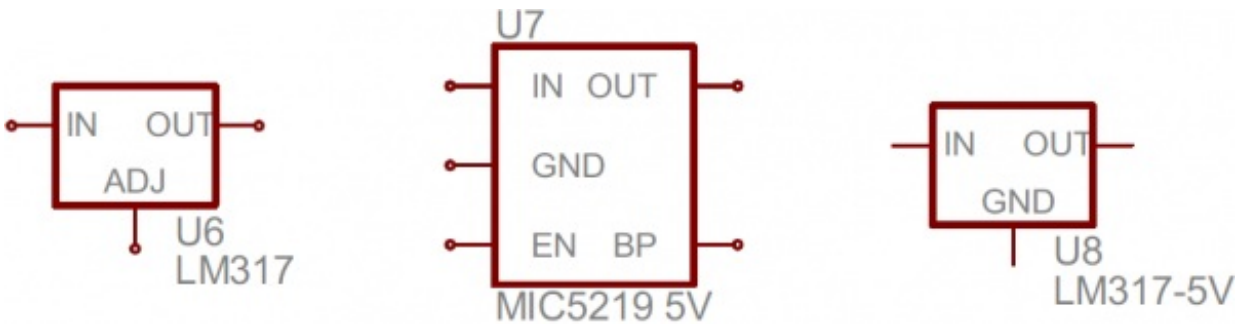 IN OUT
ADJ
U6
LM317
U7
IN OUT
GND
EN BP
MIC5219 5V
IN OUT
GND
U8
LM317-5V